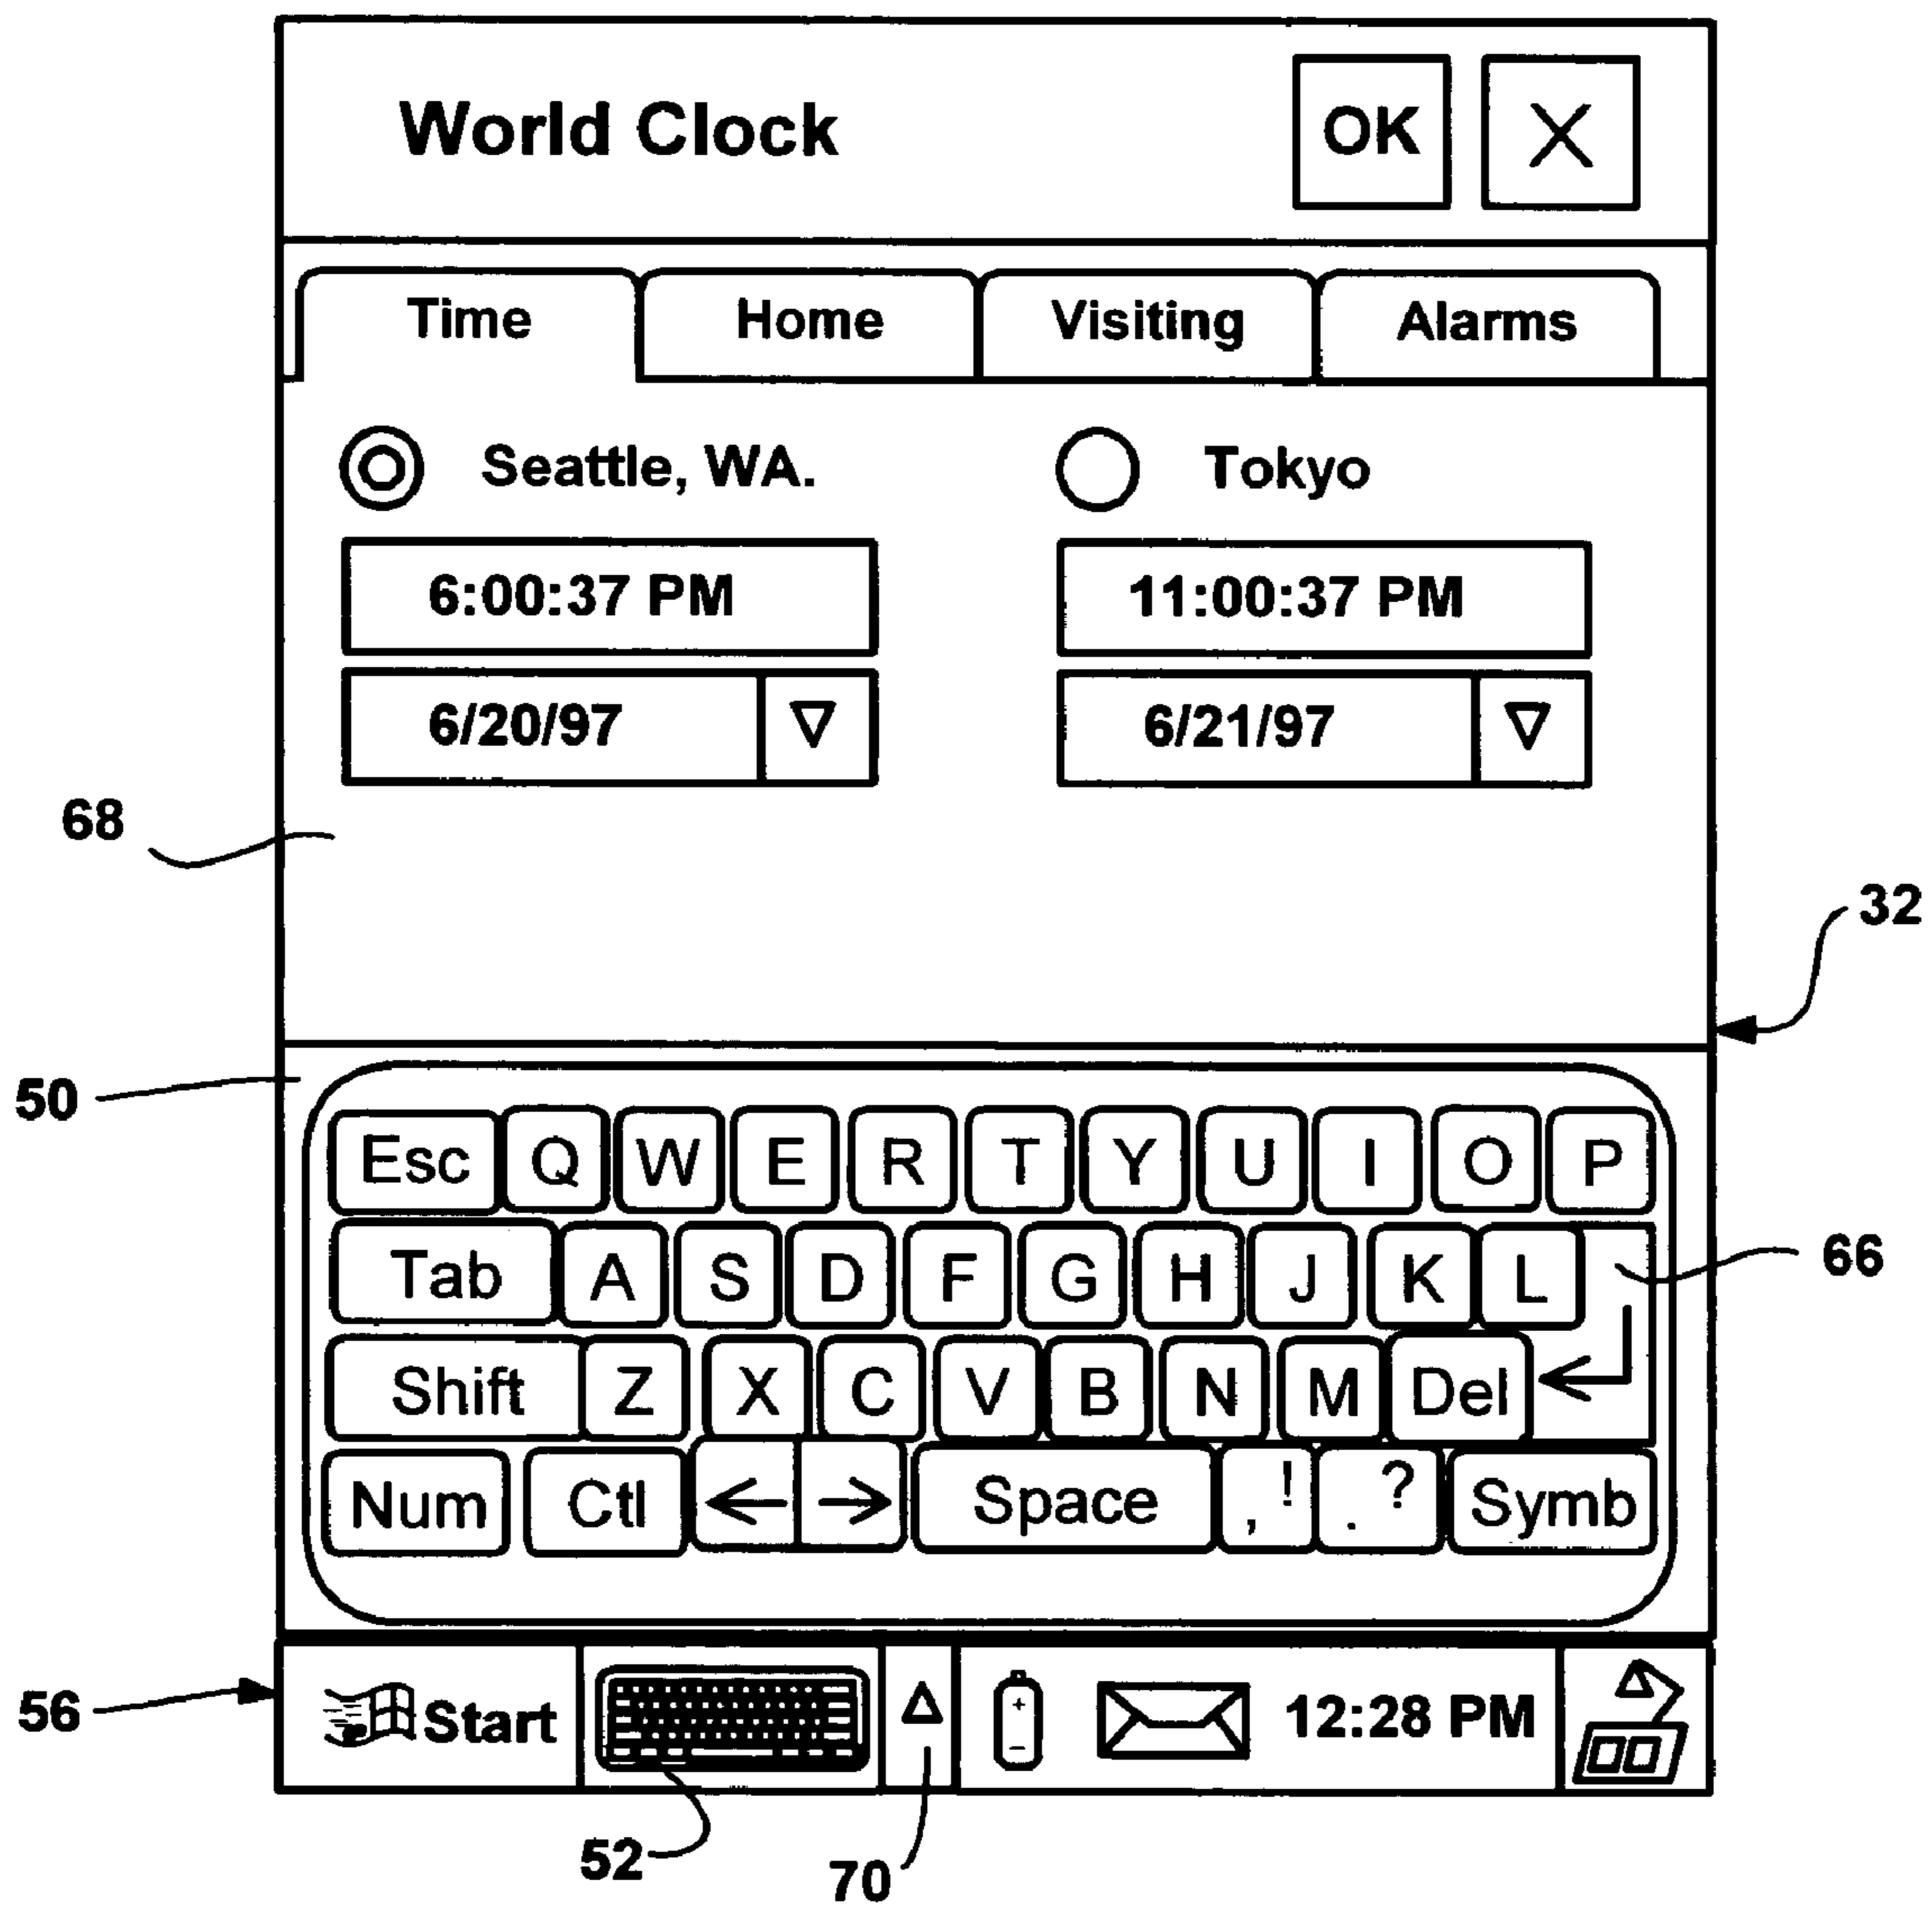 World Clock OK X
Time Home Visiting Alarms
Seattle, WA. Tokyo
6:00:37 PM 11:00:37 PM
6/20/97 6/21/97
68
32
50
Esc Q W E R T Y U I O P
Tab A S D F G H J K L
66
Shift Z X C V B N M Del
Num Ctl ← → Space , ! . ? Symb
56
Start 12:28 PM
52
70